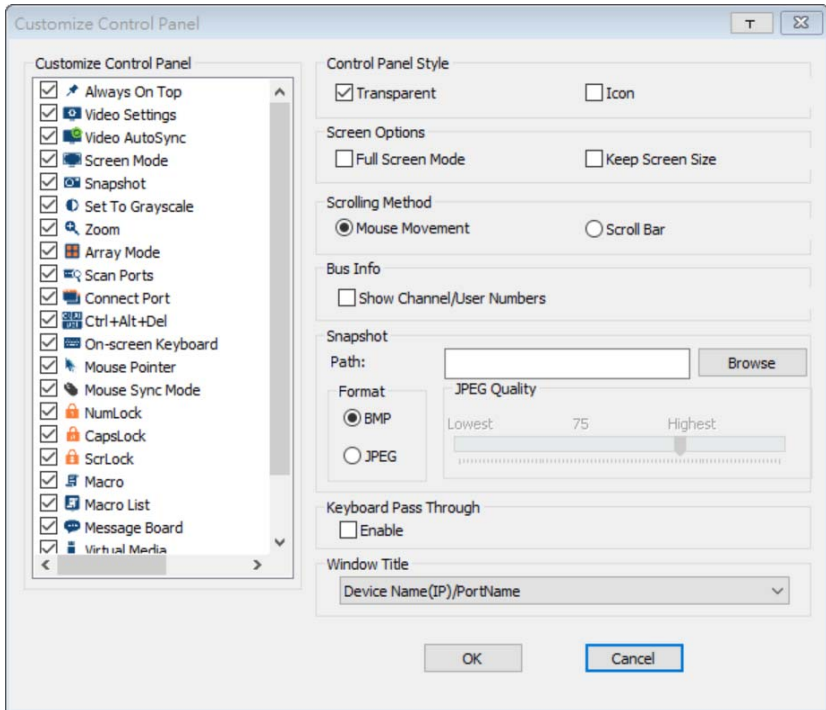 Customize Control Panel
T
Customize Control Panel
Always On Top
Video Settings
Video AutoSync
Screen Mode
Snapshot
Set To Grayscale
Zoom
Array Mode
Scan Ports
Connect Port
Ctrl+Alt+Del
On-screen Keyboard
Mouse Pointer
Mouse Sync Mode
NumLock
CapsLock
ScrLock
Macro
Macro List
Message Board
Virtual Media
Control Panel Style
Transparent Icon
Screen Options
Full Screen Mode Keep Screen Size
Scrolling Method
Mouse Movement Scroll Bar
Bus Info
Show Channel/User Numbers
Snapshot
Path: Browse
Format
BMP
JPEG
JPEG Quality
Lowest 75 Highest
Keyboard Pass Through
Enable
Window Title
Device Name(IP)/PortName
OK Cancel